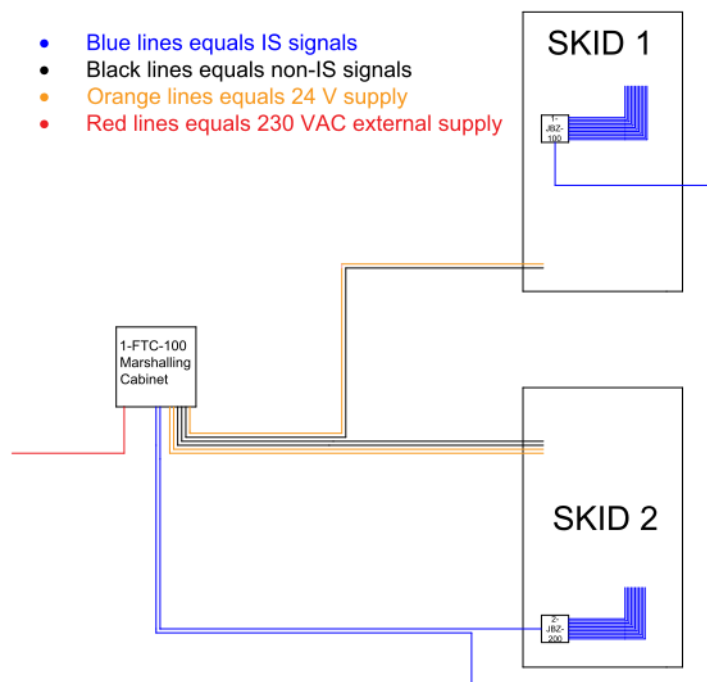 Blue lines equals IS signals
Black lines equals non-IS signals
Orange lines equals 24 V supply
Red lines equals 230 VAC external supply
SKID 1
1-
JBZ-
100
1-FTC-100
Marshalling
Cabinet
SKID 2
2-
JBZ-
200